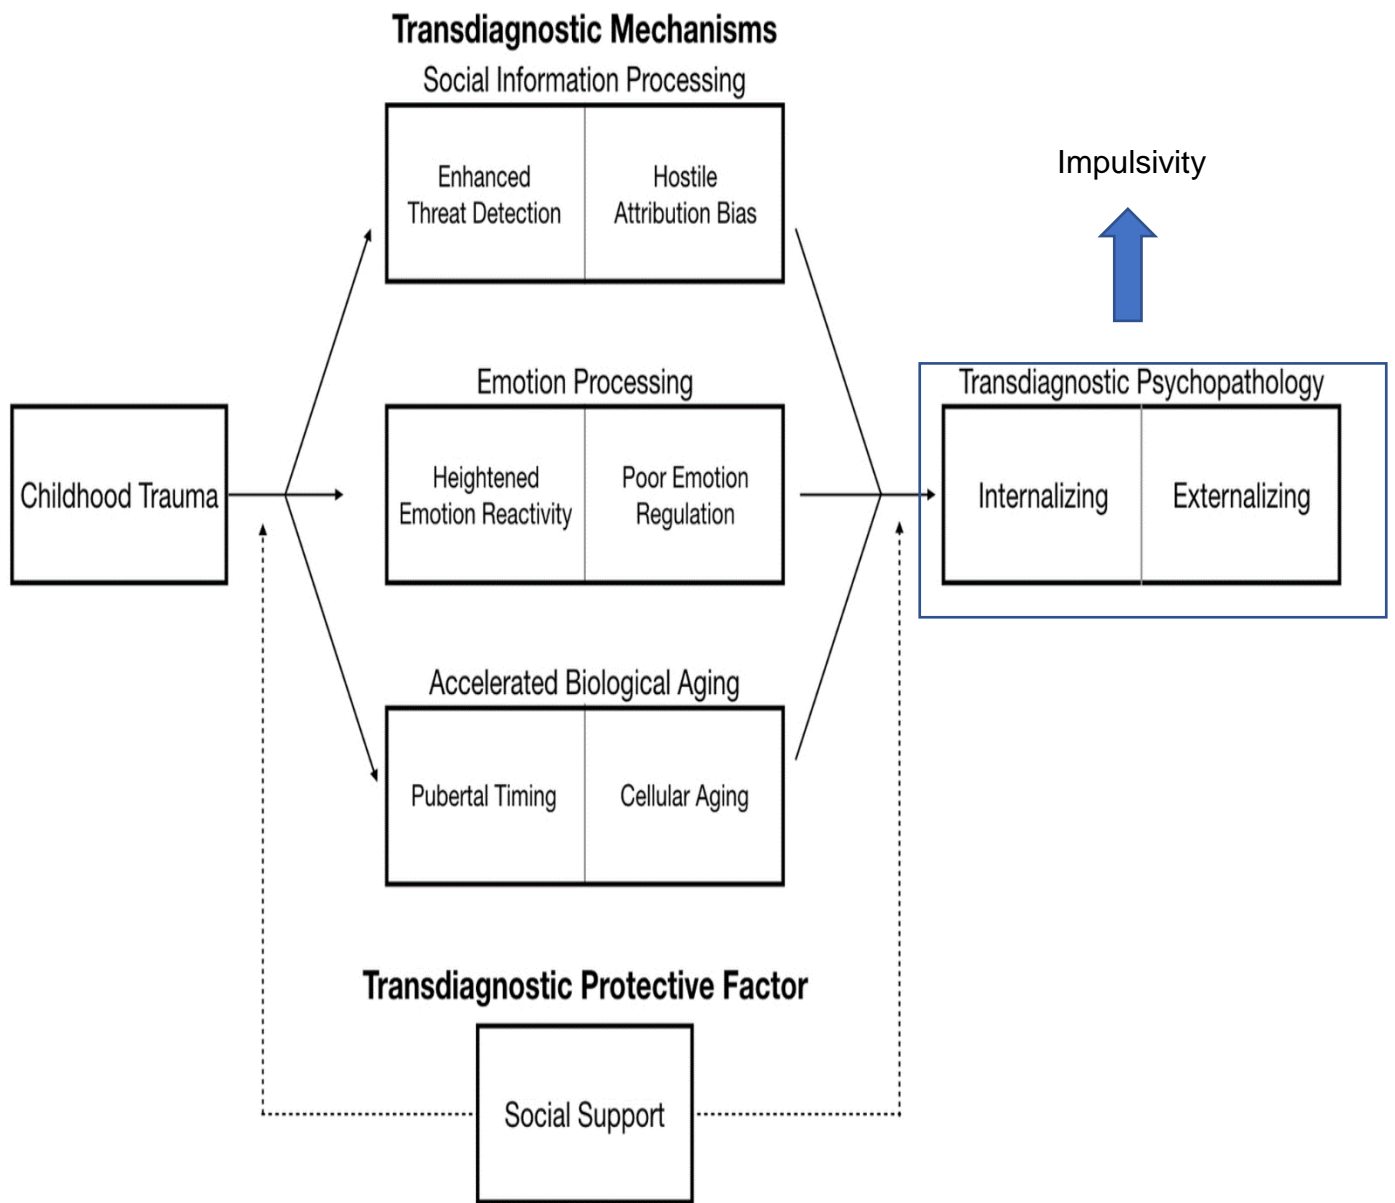 Transdiagnostic Mechanisms
Social Information Processing
Enhanced
Threat Detection
Hostile
Attribution Bias
Impulsivity
Emotion Processing
Transdiagnostic Psychopathology
Childhood Trauma
Heightened
Emotion Reactivity
Poor Emotion
Regulation
Internalizing
Externalizing
Accelerated Biological Aging
Pubertal Timing
Cellular Aging
Transdiagnostic Protective Factor
Social Support